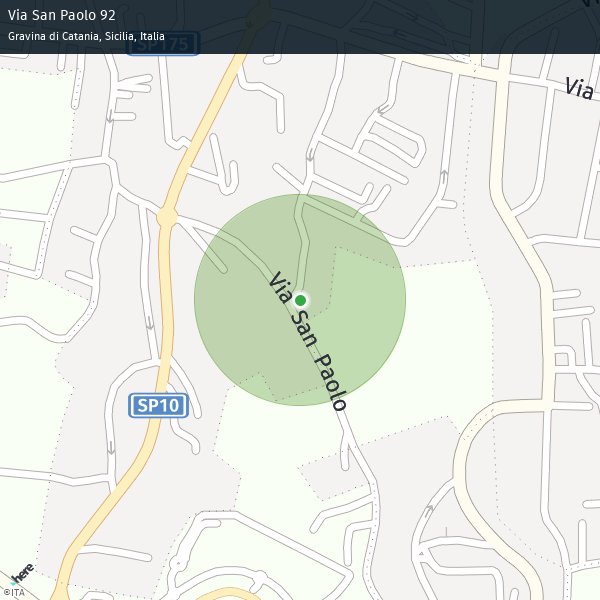 Via San Paolo 92
Gravina di Catania, Sicilia, Italia
SP175
Via
Via San Paolo
SP10
here
©ITA